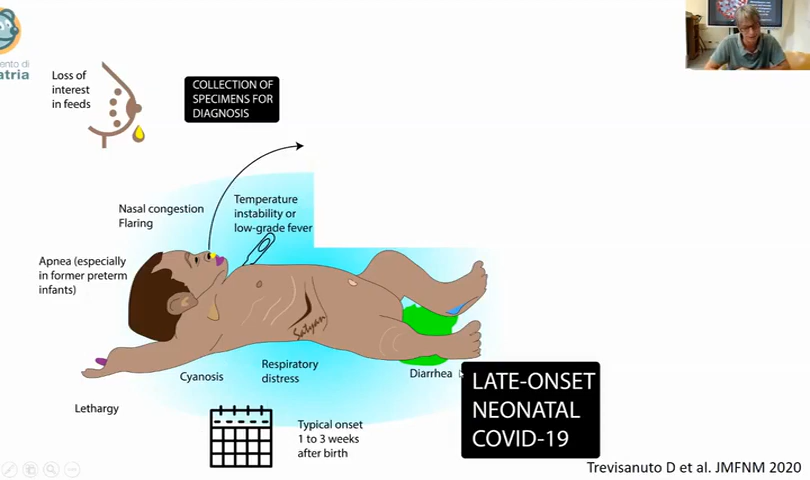 ento di
atria
Loss of
interest
in feeds
COLLECTION OF
SPECIMENS FOR
DIAGNOSIS
Nasal congestion
Flaring
Temperature
instability or
low-grade fever
Apnea (especially
in former preterm
infants)
Satyan
Cyanosis
Respiratory
distress
Diarrhea
Lethargy
Typical onset
1 to 3 weeks
after birth
LATE-ONSET
NEONATAL
COVID-19
Trevisanuto D et al. JMFNM 2020